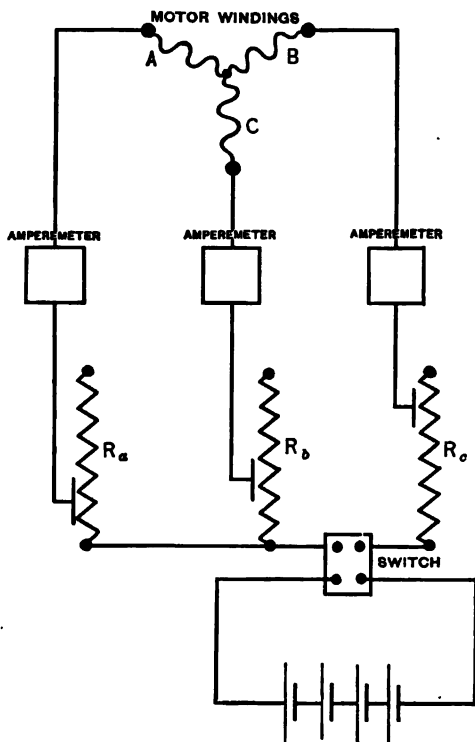 MOTOR WINDINGS
A
B
C
AMPEREMETER
AMPEREMETER
AMPEREMETER
Ra
Rb
Rc
SWITCH